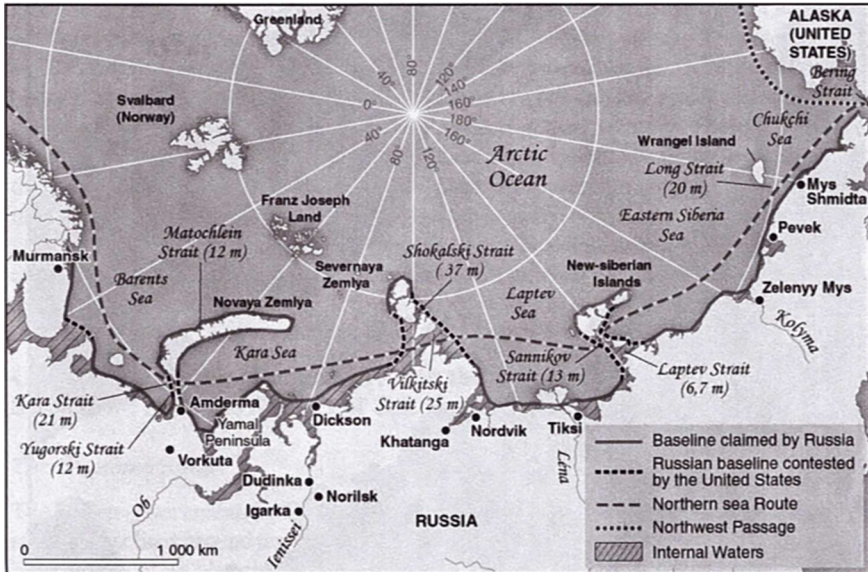 Greenland
ALASKA
(UNITED
STATES)
Bering
Strait
Chukchi
Sea
80°
40°
0°
40°
80°
120°
120°
140°
160°
180°
160°
Svalbard
(Norway)
Arctic
Ocean
Wrangel Island
Long Strait
(20 m)
Mys
Shmidta
Franz Joseph
Land
Eastern Siberia
Sea
Pevek
Matochlein
Strait (12 m)
Shokalski Strait
( 37 m)
Murmansk
Barents
Sea
Severnaya
Zemlya
New-siberian
Islands
Laptev
Sea
Zelenyy Mys
Kolyma
Novaya Zemlya
Kara Sea
Sannikov
Strait (13 m)
Laptev Strait
(6,7 m)
Vilkitski
Strait (25 m)
Kara Strait
(21 m)
Amderma
Yamal
Peninsula
Dickson
Yugorski Strait
(12 m)
Vorkuta
Khatanga
Nordvik
Tiksi
Léna
Dudinka
Norilsk
Igarka
Ob
Ienissei
RUSSIA
Baseline claimed by Russia
Russian baseline contested
by the United States
Northern sea Route
Northwest Passage
Internal Waters
0
1 000 km